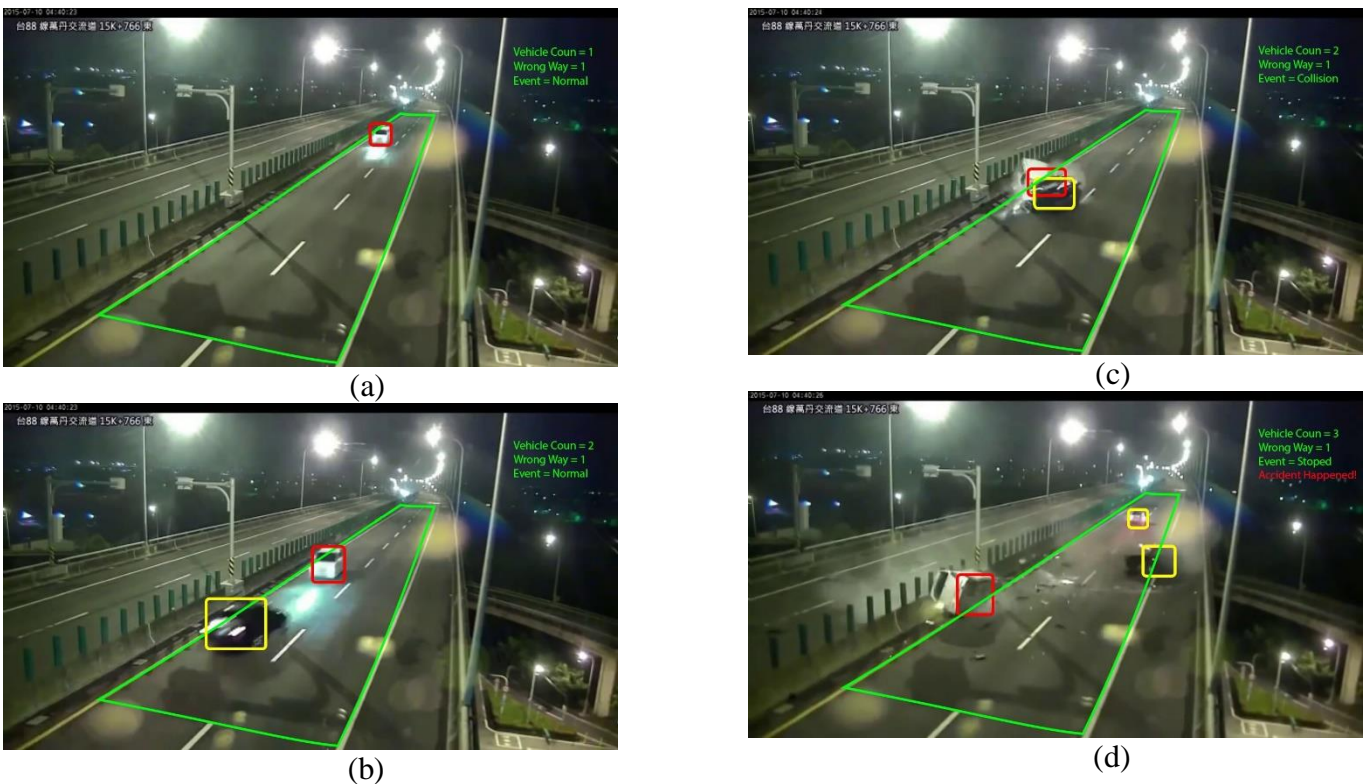 2015-07-10 04:40:23
台88 線萬丹交流道 15K+766 東
Vehicle Coun = 1
Wrong Way = 1
Event = Normal
(a)
2015-07-10 04:40:23
台88 線萬丹交流道 15K+766 東
Vehicle Coun = 2
Wrong Way = 1
Event = Normal
(b)
2015-07-10 04:40:24
台88 線萬丹交流道 15K+766 東
Vehicle Coun = 2
Wrong Way = 1
Event = Collision
(c)
2015-07-10 04:40:26
台88 線萬丹交流道 15K+766 東
Vehicle Coun = 3
Wrong Way = 1
Event = Stoped
Accident Happened!
(d)